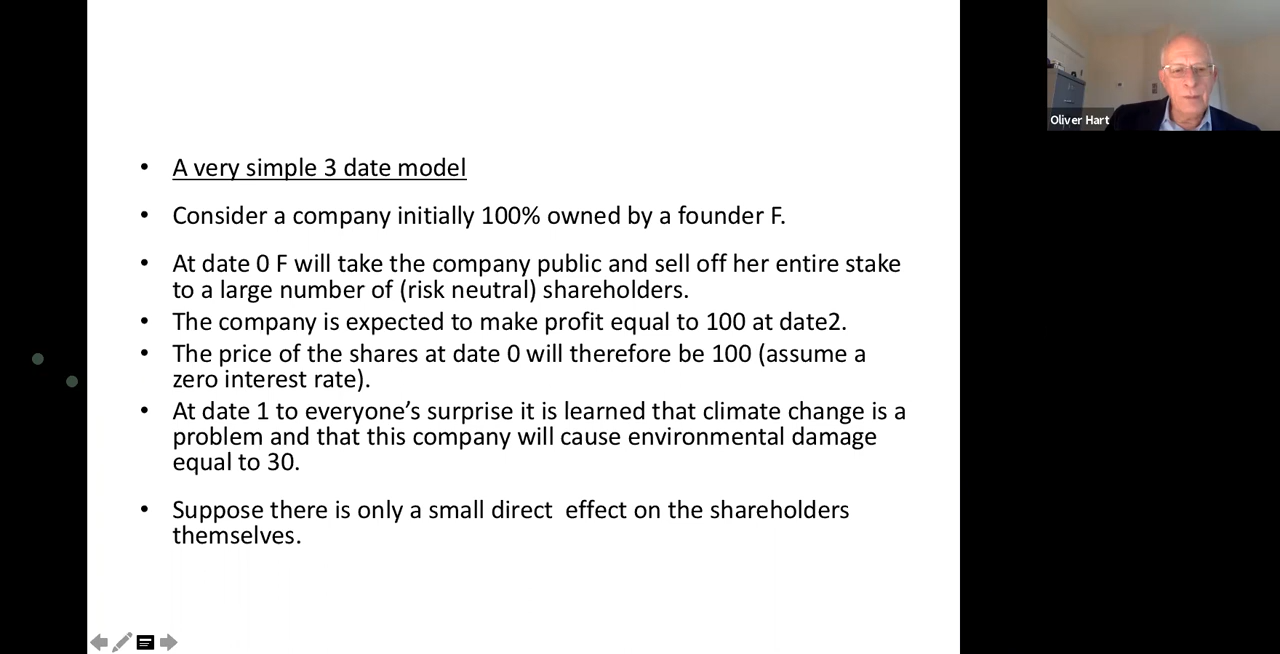 • A very simple 3 date model
• Consider a company initially 100% owned by a founder F.
• At date 0 F will take the company public and sell off her entire stake
to a large number of (risk neutral) shareholders.
• The company is expected to make profit equal to 100 at date2.
• The price of the shares at date 0 will therefore be 100 (assume a
zero interest rate).
• At date 1 to everyone’s surprise it is learned that climate change is a
problem and that this company will cause environmental damage
equal to 30.
• Suppose there is only a small direct  effect on the shareholders
themselves.
Oliver Hart